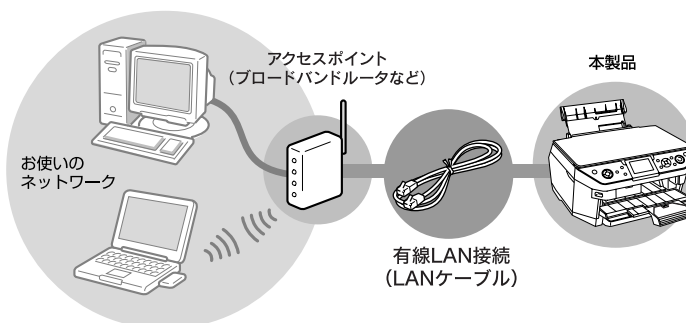 アクセスポイント
（ブロードバンドルータなど）
本製品
お使いの
ネットワーク
有線LAN接続
（LANケーブル）